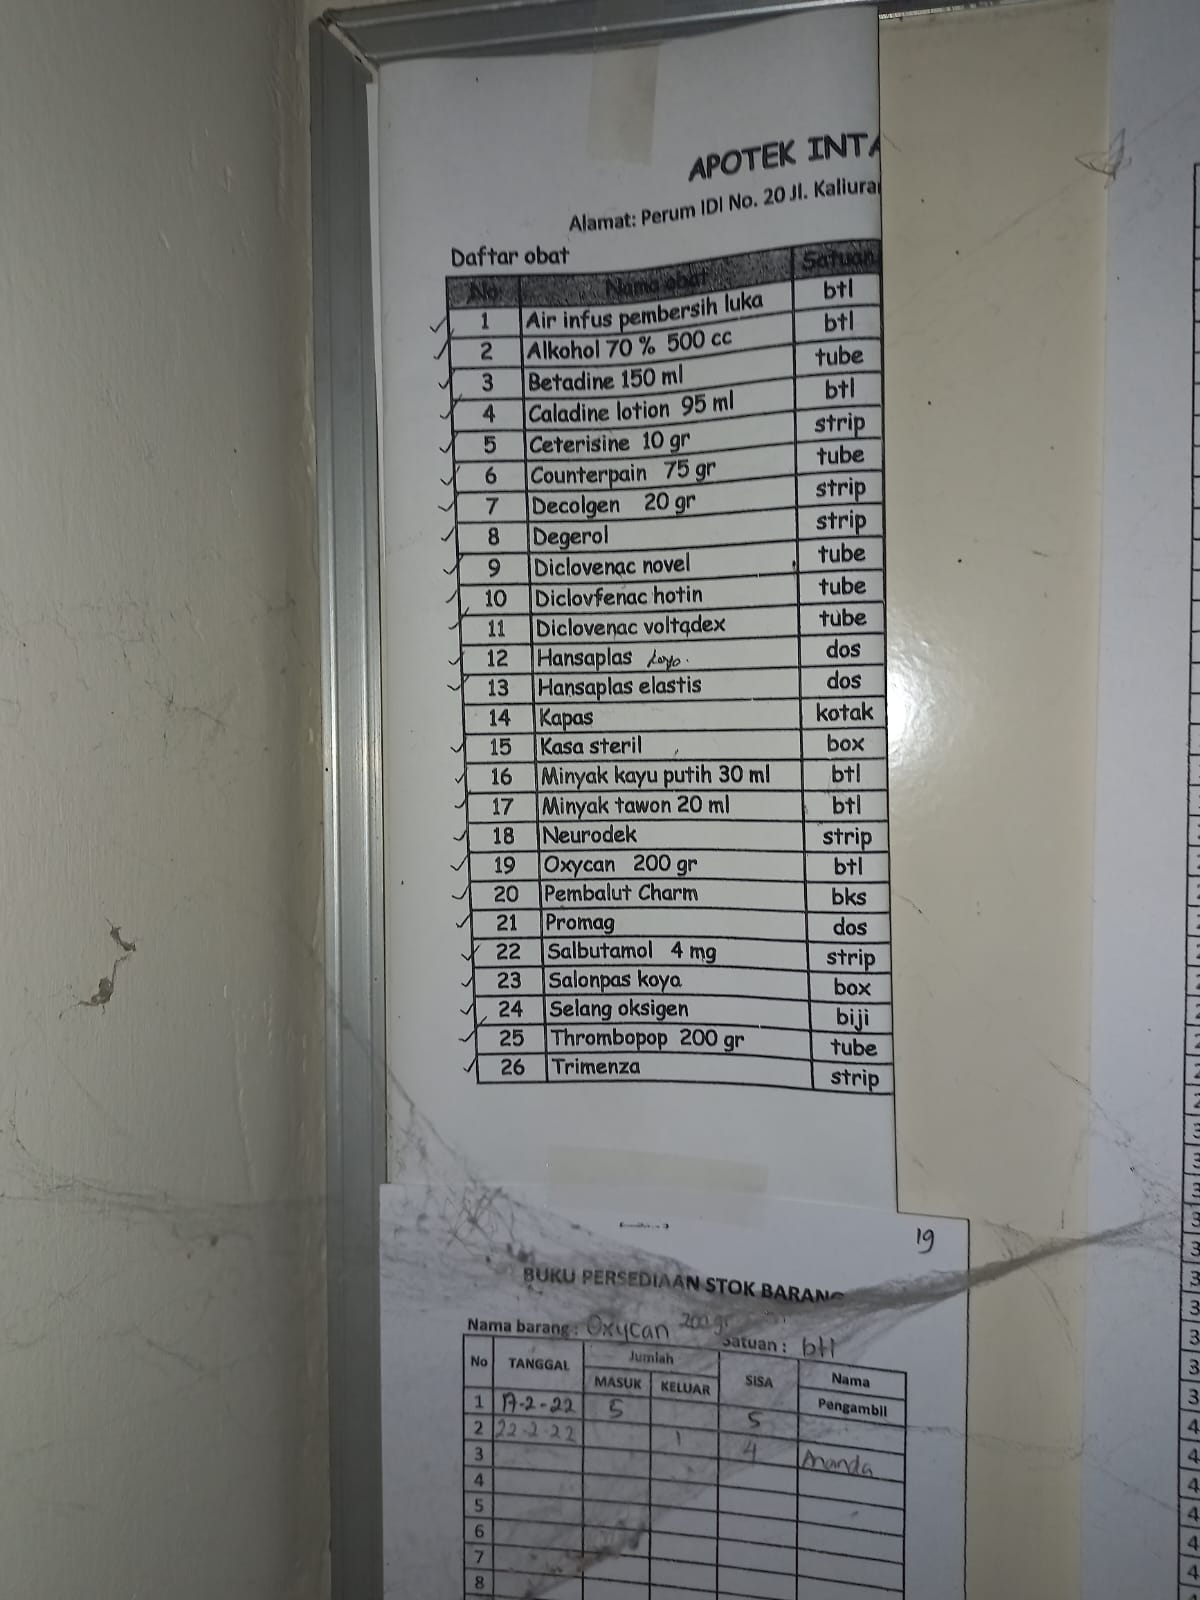 APOTEK INTA
Alamat: Perum IDI No. 20 Jl. Kaliura
Daftar obat
No Nama obat Satuan
1 Air infus pembersih luka btl
2 Alkohol 70 % 500 cc btl
3 Betadine 150 ml tube
4 Caladine lotion 95 ml btl
5 Ceterisine 10 gr strip
6 Counterpain 75 gr tube
7 Decolgen 20 gr strip
8 Degerol strip
9 Diclovenac novel tube
10 Diclovfenac hotin tube
11 Diclovenac voltadex tube
12 Hansaplas koyo. dos
13 Hansaplas elastis dos
14 Kapas kotak
15 Kasa steril box
16 Minyak kayu putih 30 ml btl
17 Minyak tawon 20 ml btl
18 Neurodek strip
19 Oxycan 200 gr btl
20 Pembalut Charm bks
21 Promag dos
22 Salbutamol 4 mg strip
23 Salonpas koyo box
24 Selang oksigen biji
25 Thrombopop 200 gr tube
26 Trimenza strip
19
BUKU PERSEDIAAN STOK BARANG
Nama barang : Oxycan 200 gr Satuan : btl
No TANGGAL Jumlah SISA Nama
MASUK KELUAR Pengambil
1 17-2-22 5 5
2 22-2-22 1 4 Ananda
3
4
5
6
7
8